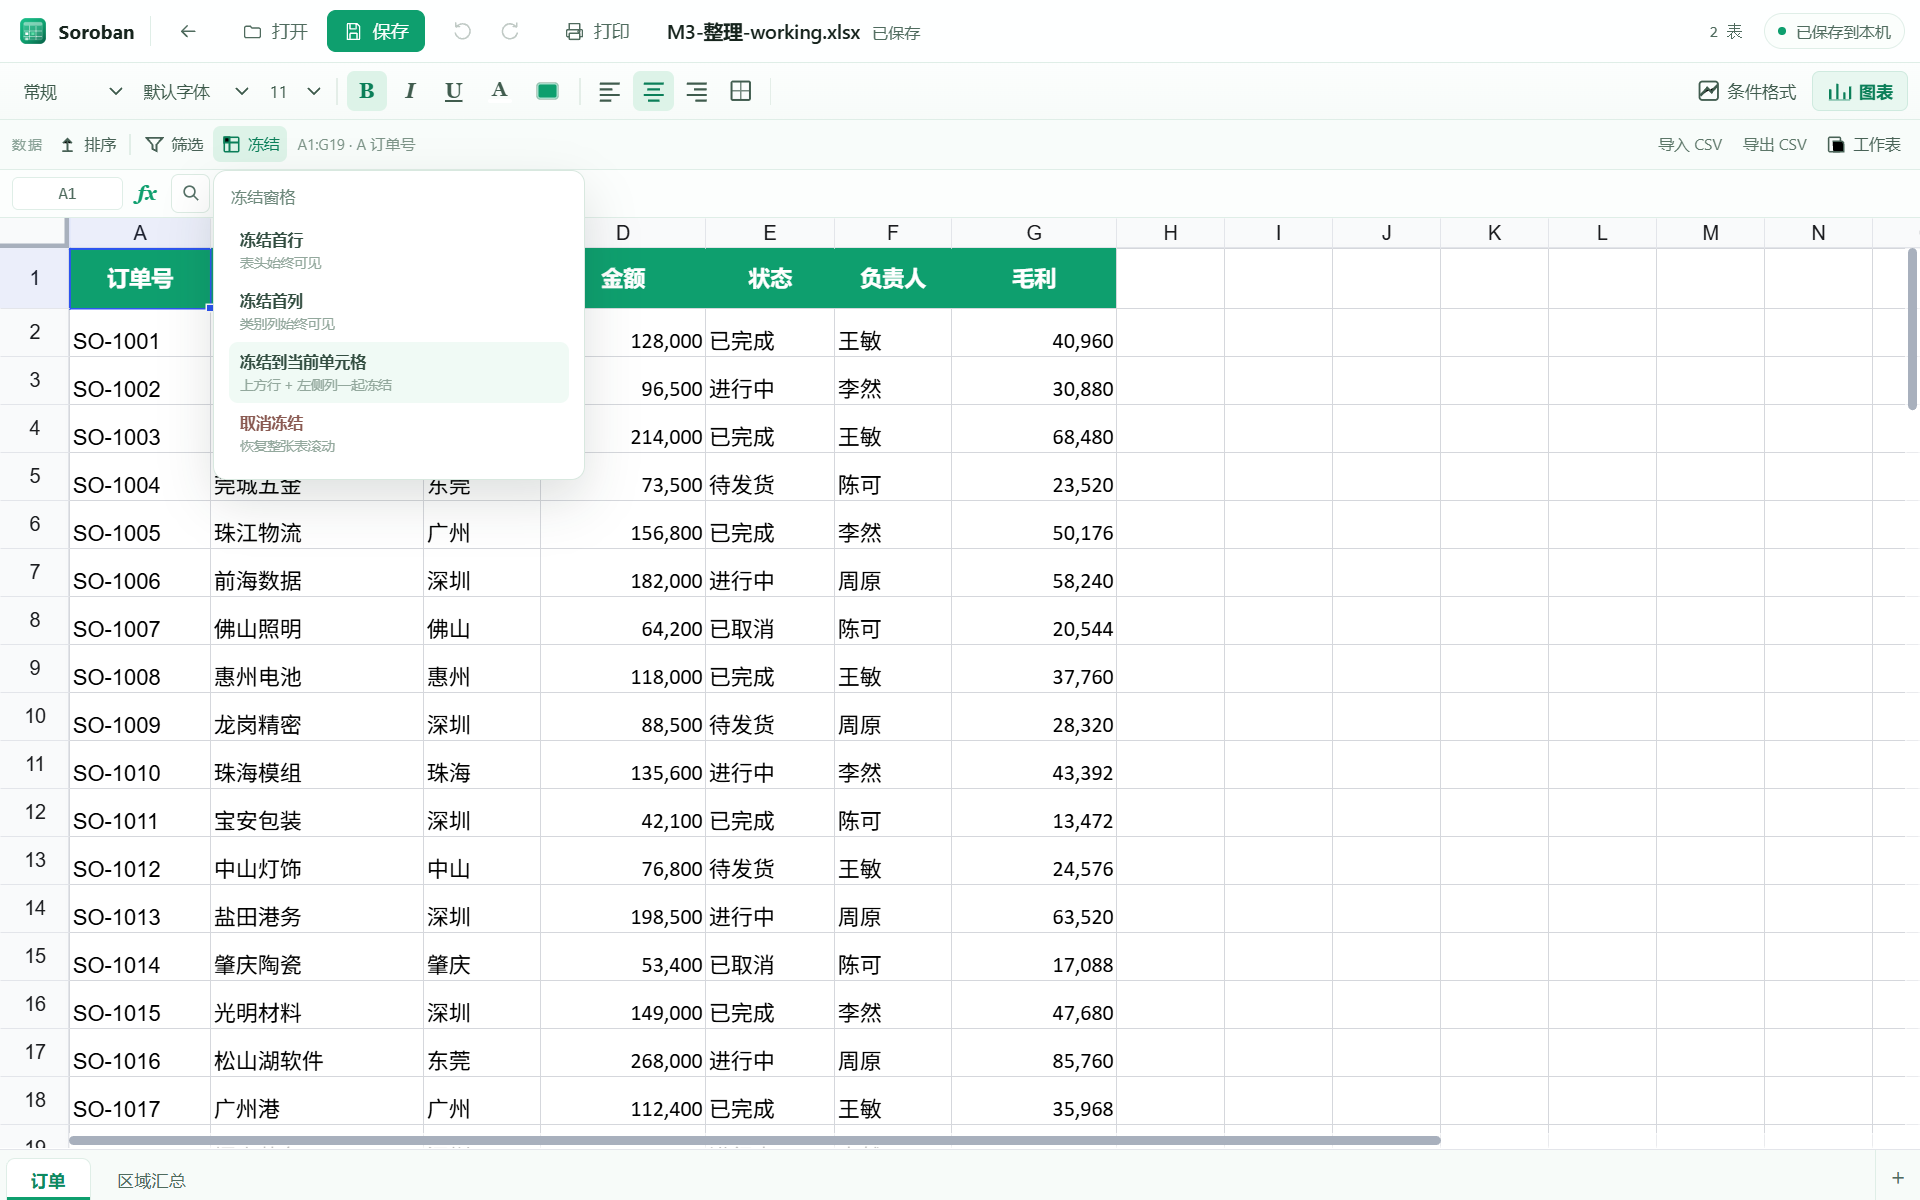 Soroban
打开
保存
打印
M3-整理-working.xlsx 已保存
2 表
已保存到本机
常规
默认字体
11
B I U A
条件格式
图表
数据
排序
筛选
冻结
A1:G19 · A 订单号
导入 CSV
导出 CSV
工作表
A1
fx
冻结窗格
冻结首行
表头始终可见
冻结首列
类别列始终可见
冻结到当前单元格
上方行 + 左侧列一起冻结
取消冻结
恢复整张表滚动
A D E F G H I J K L M N
1 订单号 金额 状态 负责人 毛利
2 SO-1001 128,000 已完成 王敏 40,960
3 SO-1002 96,500 进行中 李然 30,880
4 SO-1003 214,000 已完成 王敏 68,480
5 SO-1004 莞城五金 东莞 73,500 待发货 陈可 23,520
6 SO-1005 珠江物流 广州 156,800 已完成 李然 50,176
7 SO-1006 前海数据 深圳 182,000 进行中 周原 58,240
8 SO-1007 佛山照明 佛山 64,200 已取消 陈可 20,544
9 SO-1008 惠州电池 惠州 118,000 已完成 王敏 37,760
10 SO-1009 龙岗精密 深圳 88,500 待发货 周原 28,320
11 SO-1010 珠海模组 珠海 135,600 进行中 李然 43,392
12 SO-1011 宝安包装 深圳 42,100 已完成 陈可 13,472
13 SO-1012 中山灯饰 中山 76,800 待发货 王敏 24,576
14 SO-1013 盐田港务 深圳 198,500 进行中 周原 63,520
15 SO-1014 肇庆陶瓷 肇庆 53,400 已取消 陈可 17,088
16 SO-1015 光明材料 深圳 149,000 已完成 李然 47,680
17 SO-1016 松山湖软件 东莞 268,000 进行中 周原 85,760
18 SO-1017 广州港 广州 112,400 已完成 王敏 35,968
19
订单
区域汇总